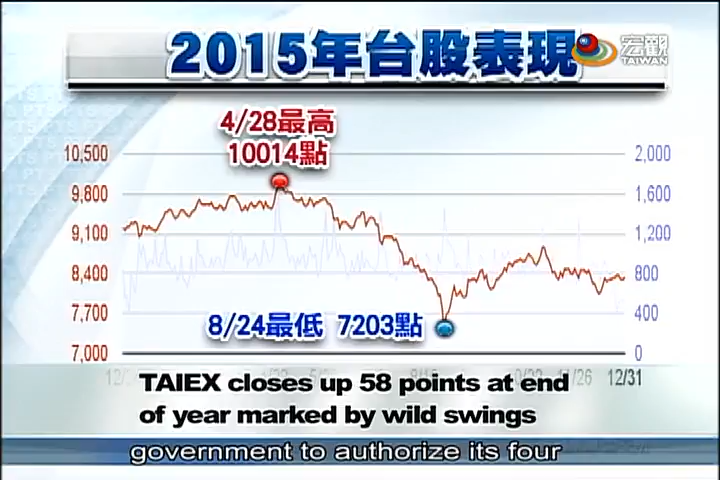 2015年台股表現
宏觀
TAIWAN
4/28最高
10014點
10,500
2,000
9,800
1,600
9,100
1,200
8,400
800
7,700
400
8/24最低 7203點
7,000
0
12/31
TAIEX closes up 58 points at end
of year marked by wild swings
government to authorize its four